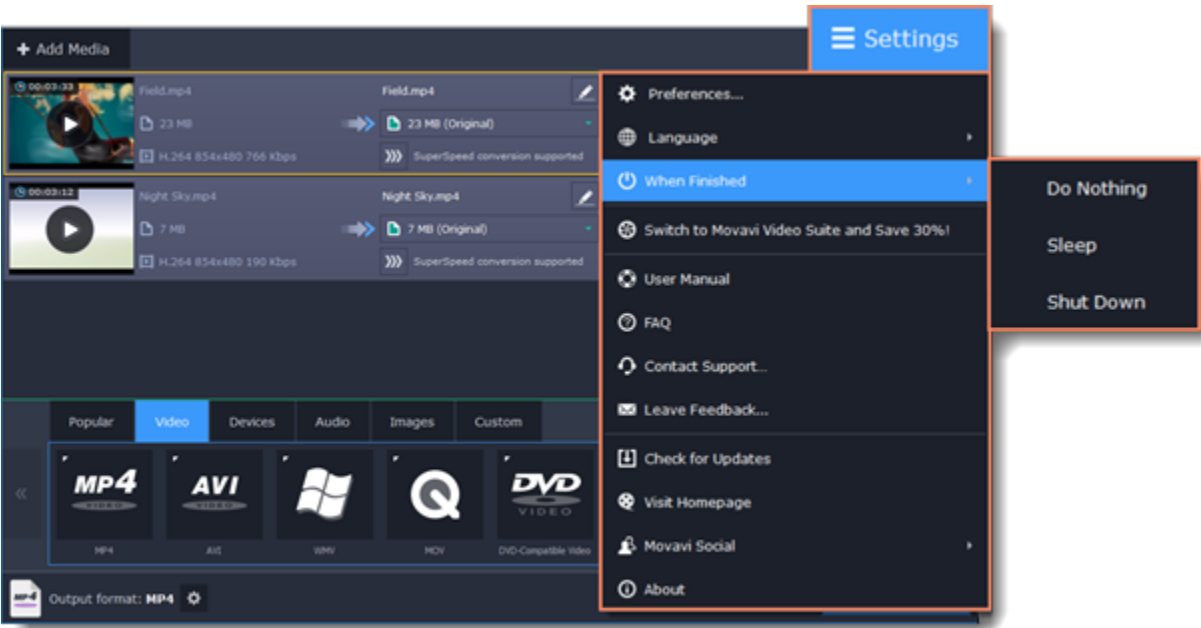 Settings
+ Add Media
00:03:33
Field.mp4
23 MB
H.264 854x480 766 Kbps
Field.mp4
23 MB (Original)
SuperSpeed conversion supported
00:03:12
Night Sky.mp4
7 MB
H.264 854x480 190 Kbps
Night Sky.mp4
7 MB (Original)
SuperSpeed conversion supported
Preferences...
Language
When Finished
Switch to Movavi Video Suite and Save 30%!
User Manual
FAQ
Contact Support...
Leave Feedback...
Check for Updates
Visit Homepage
Movavi Social
About
Do Nothing
Sleep
Shut Down
Popular
Video
Devices
Audio
Images
Custom
MP4
VIDEO
MP4
AVI
VIDEO
AVI
WMV
MOV
DVD
VIDEO
DVD-Compatible Video
MP4
Output format: MP4